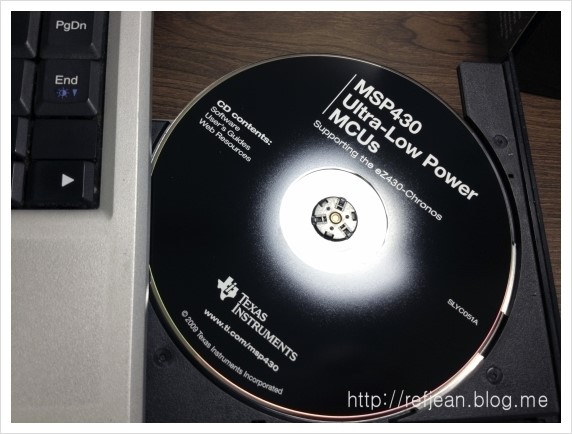 PgDn
End
MSP430
Ultra-Low Power
MCUs
Supporting the eZ430-Chronos
CD contents:
Software
User's Guides
Web Resources
SLYC051A
TEXAS
INSTRUMENTS
www.ti.com/msp430
© 2009 Texas Instruments Incorporated
http://refjean.blog.me